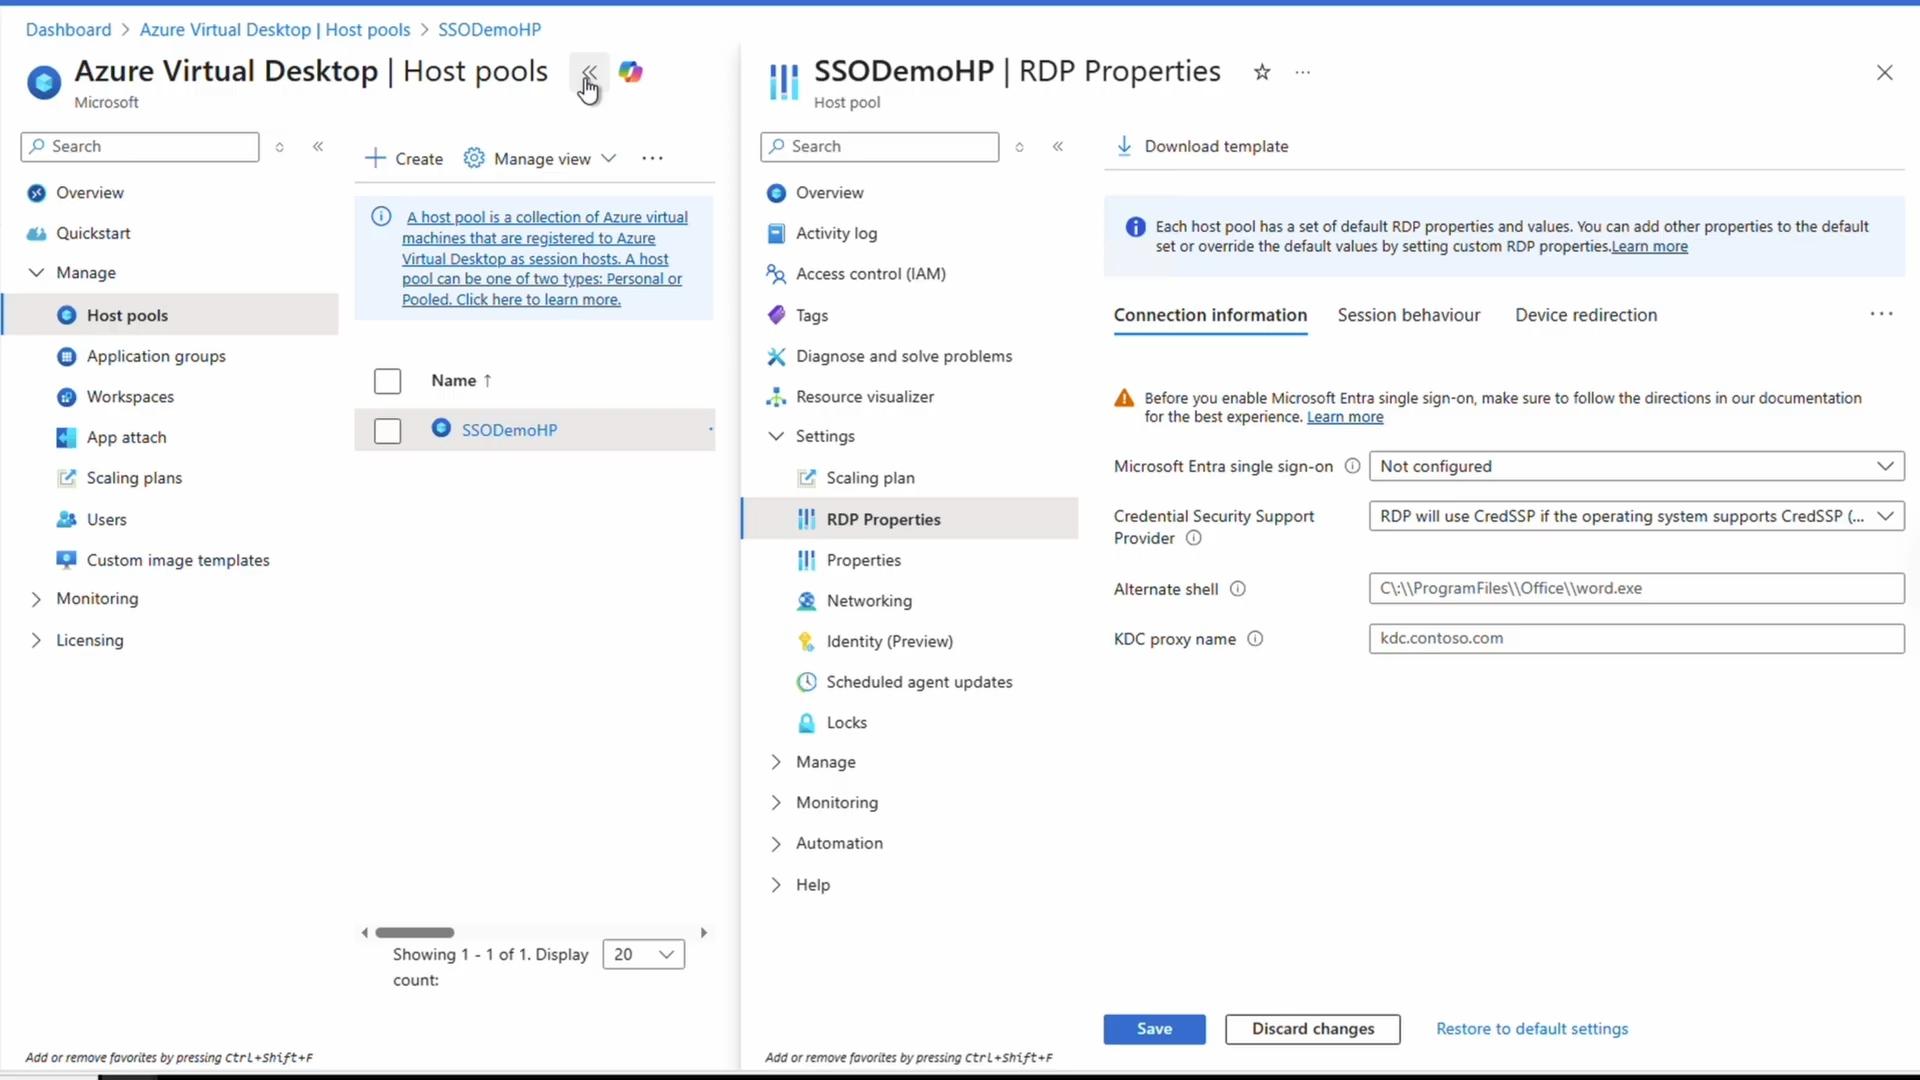 Dashboard > Azure Virtual Desktop | Host pools > SSODemoHP
Azure Virtual Desktop | Host pools
Microsoft
Search
Overview
Quickstart
Manage
Host pools
Application groups
Workspaces
App attach
Scaling plans
Users
Custom image templates
Monitoring
Licensing
Add or remove favorites by pressing Ctrl+Shift+F
Create
Manage view
A host pool is a collection of Azure virtual
machines that are registered to Azure
Virtual Desktop as session hosts. A host
pool can be one of two types: Personal or
Pooled. Click here to learn more.
Name ↑
SSODemoHP
Showing 1 - 1 of 1. Display
count:
20
SSODemoHP | RDP Properties
Host pool
Search
Overview
Activity log
Access control (IAM)
Tags
Diagnose and solve problems
Resource visualizer
Settings
Scaling plan
RDP Properties
Properties
Networking
Identity (Preview)
Scheduled agent updates
Locks
Manage
Monitoring
Automation
Help
Add or remove favorites by pressing Ctrl+Shift+F
Download template
Each host pool has a set of default RDP properties and values. You can add other properties to the default
set or override the default values by setting custom RDP properties.Learn more
Connection information
Session behaviour
Device redirection
Before you enable Microsoft Entra single sign-on, make sure to follow the directions in our documentation
for the best experience. Learn more
Microsoft Entra single sign-on
Not configured
Credential Security Support
Provider
RDP will use CredSSP if the operating system supports CredSSP (...
Alternate shell
C\:\\ProgramFiles\\Office\\word.exe
KDC proxy name
kdc.contoso.com
Save
Discard changes
Restore to default settings